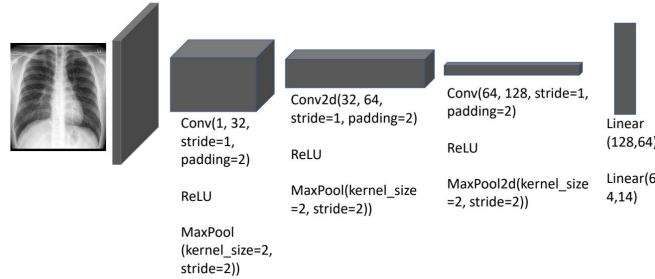 Conv(1, 32,
stride=1,
padding=2)
ReLU
MaxPool
(kernel_size=2,
stride=2))
Conv2d(32, 64,
stride=1, padding=2)
ReLU
MaxPool(kernel_size
=2, stride=2))
Conv(64, 128, stride=1,
padding=2)
ReLU
MaxPool2d(kernel_size
=2, stride=2))
Linear
(128,64)
Linear(6
4,14)